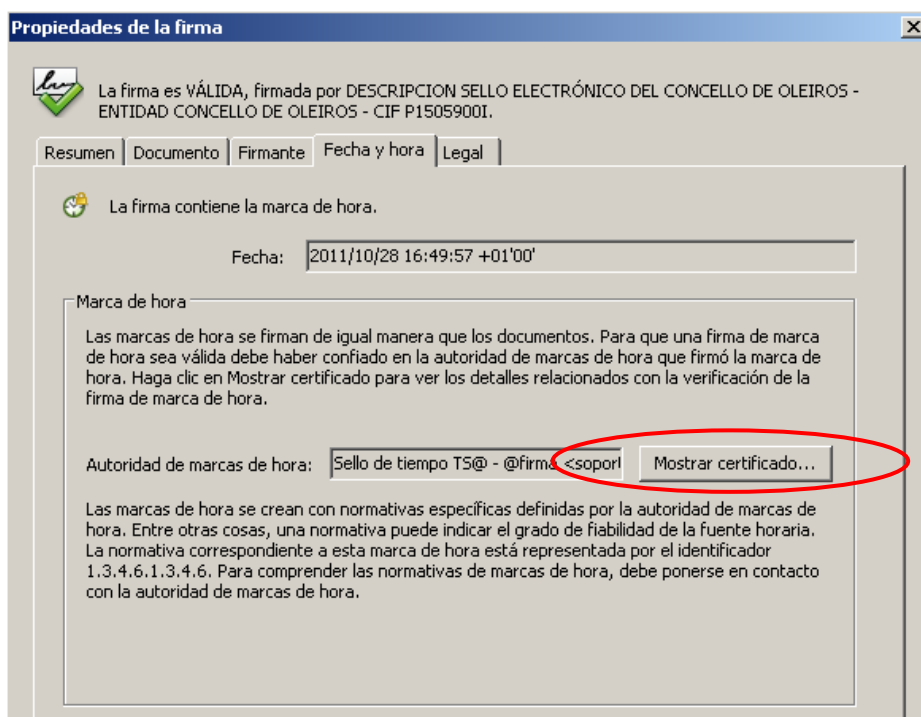 Propiedades de la firma
La firma es VÁLIDA, firmada por DESCRIPCION SELLO ELECTRÓNICO DEL CONCELLO DE OLEIROS -
ENTIDAD CONCELLO DE OLEIROS - CIF P1505900I.
Resumen Documento Firmante Fecha y hora Legal
La firma contiene la marca de hora.
Fecha: 2011/10/28 16:49:57 +01'00'
Marca de hora
Las marcas de hora se firman de igual manera que los documentos. Para que una firma de marca
de hora sea válida debe haber confiado en la autoridad de marcas de hora que firmó la marca de
hora. Haga clic en Mostrar certificado para ver los detalles relacionados con la verificación de la
firma de marca de hora.
Autoridad de marcas de hora: Sello de tiempo TS@ - @firma <sopor Mostrar certificado...
Las marcas de hora se crean con normativas específicas definidas por la autoridad de marcas de
hora. Entre otras cosas, una normativa puede indicar el grado de fiabilidad de la fuente horaria.
La normativa correspondiente a esta marca de hora está representada por el identificador
1.3.4.6.1.3.4.6. Para comprender las normativas de marcas de hora, debe ponerse en contacto
con la autoridad de marcas de hora.